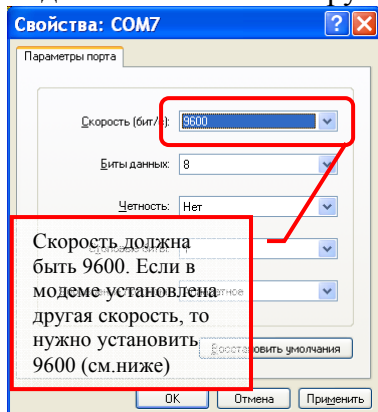 Свойства: COM7
Параметры порта
Скорость (бит/с): 9600
Биты данных: 8
Четность: Нет
Скорость должна
быть 9600. Если в
модеме установлена
другая скорость, то
нужно установить
9600 (см.ниже)
Восстановить умолчания
OK Отмена Применить